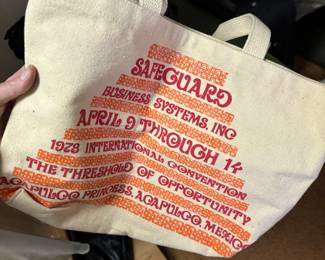 SAFEGUARD
BUSINESS SYSTEMS, INC
APRIL 9 THROUGH 14
1978 INTERNATIONAL CONVENTION
THE THRESHOLD OF OPPORTUNITY
ACAPULCO PRINCESS, ACAPULCO, MEXICO